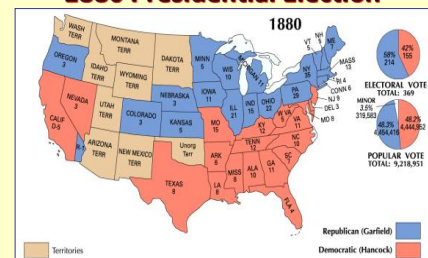 1880 Presidential Election
1880
WASH
TERR
MONTANA
TERR
DAKOTA
TERR
MINN
5
OREGON
3
IDAHO
TERR
WYOMING
TERR
WIS
10
MICHIGAN 11
NEBRASKA
3
IOWA
11
NEVADA
3
UTAH
TERR
COLORADO
3
KANSAS
5
ILL
21
IND
15
OHIO
22
PA
29
NY
35
VT
5
NH
5
ME
7
MASS
13
RI 4
CONN 6
NJ 9
DEL 3
MD 8
CALIF
D-5
R-1
MO
15
KY
12
W VA
5
VA
11
ARIZONA
TERR
NEW MEXICO
TERR
Unorg
Terr
ARK
6
TENN
12
NC
10
SC
7
TEXAS
8
LA
8
MISS
8
ALA
10
GA
11
FLA 4
58%
214
42%
155
ELECTORAL VOTE
TOTAL: 369
MINOR
3.5%
319,583
48.3%
4,454,416
48.2%
4,444,952
POPULAR VOTE
TOTAL: 9,218,951
Republican (Garfield)
Democratic (Hancock)
Territories